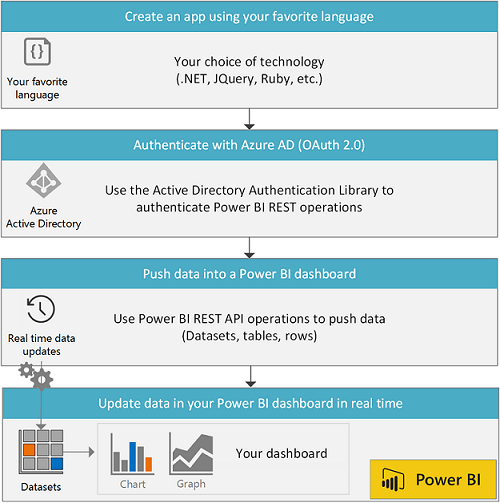 Create an app using your favorite language
Your favorite
language
Your choice of technology
(.NET, JQuery, Ruby, etc.)
Authenticate with Azure AD (OAuth 2.0)
Azure
Active Directory
Use the Active Directory Authentication Library to
authenticate Power BI REST operations
Push data into a Power BI dashboard
Real time data
updates
Use Power BI REST API operations to push data
(Datasets, tables, rows)
Update data in your Power BI dashboard in real time
Datasets
Chart
Graph
Your dashboard
Power BI